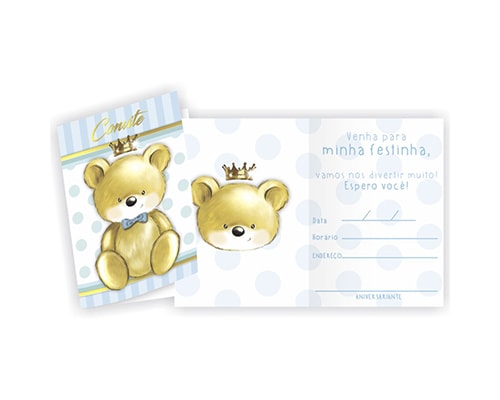 Convite
Venha para
minha festinha,
vamos nos divertir muito!
Espero você!
Data / /
Horário:
ENDEREÇO:
ANIVERSARIANTE